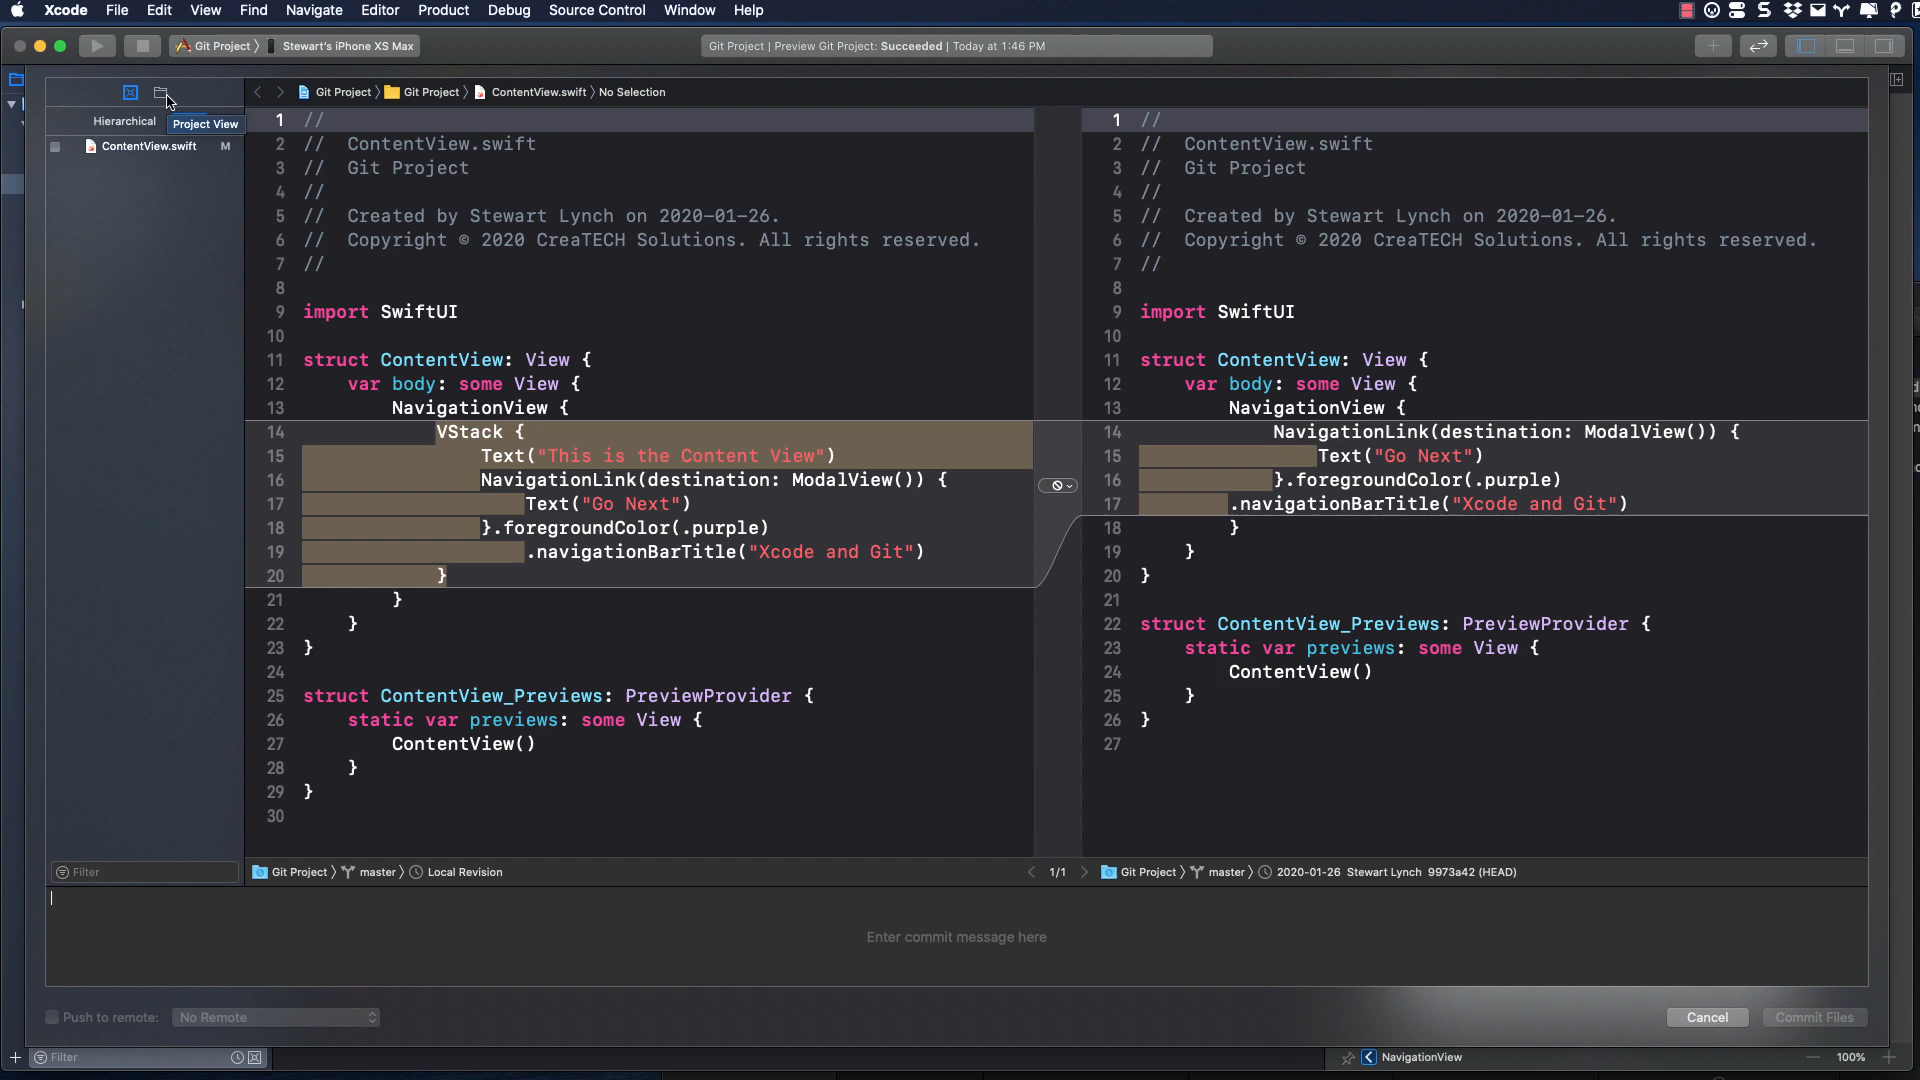 Xcode File Edit View Find Navigate Editor Product Debug Source Control Window Help
Git Project Stewart's iPhone XS Max
Git Project | Preview Git Project: Succeeded | Today at 1:46 PM
Git Project Git Project ContentView.swift No Selection
Hierarchical
Project View
ContentView.swift M
1 //
2 // ContentView.swift
3 // Git Project
4 //
5 // Created by Stewart Lynch on 2020-01-26.
6 // Copyright © 2020 CreaTECH Solutions. All rights reserved.
7 //
8
9 import SwiftUI
10
11 struct ContentView: View {
12 var body: some View {
13 NavigationView {
14 VStack {
15 Text("This is the Content View")
16 NavigationLink(destination: ModalView()) {
17 Text("Go Next")
18 }.foregroundColor(.purple)
19 .navigationBarTitle("Xcode and Git")
20 }
21 }
22 }
23 }
24
25 struct ContentView_Previews: PreviewProvider {
26 static var previews: some View {
27 ContentView()
28 }
29 }
30
1 //
2 // ContentView.swift
3 // Git Project
4 //
5 // Created by Stewart Lynch on 2020-01-26.
6 // Copyright © 2020 CreaTECH Solutions. All rights reserved.
7 //
8
9 import SwiftUI
10
11 struct ContentView: View {
12 var body: some View {
13 NavigationView {
14 NavigationLink(destination: ModalView()) {
15 Text("Go Next")
16 }.foregroundColor(.purple)
17 .navigationBarTitle("Xcode and Git")
18 }
19 }
20 }
21
22 struct ContentView_Previews: PreviewProvider {
23 static var previews: some View {
24 ContentView()
25 }
26 }
27
Filter
Git Project master Local Revision
1/1
Git Project master 2020-01-26 Stewart Lynch 9973a42 (HEAD)
Enter commit message here
Push to remote: No Remote
Cancel
Commit Files
Filter
NavigationView
100%